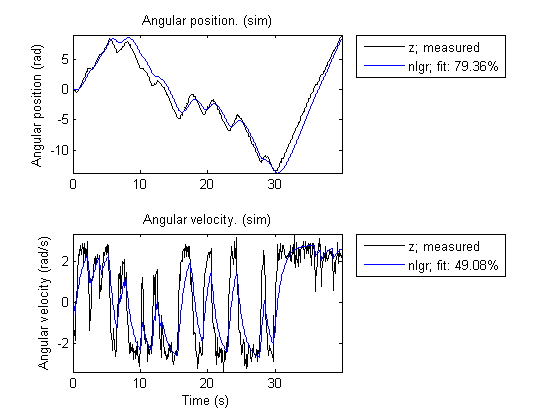 Angular position. (sim)
Angular position (rad)
5
0
-5
-10
0
10
20
30
z; measured
nlgr; fit: 79.36%
Angular velocity. (sim)
Angular velocity (rad/s)
2
0
-2
0
10
20
30
Time (s)
z; measured
nlgr; fit: 49.08%